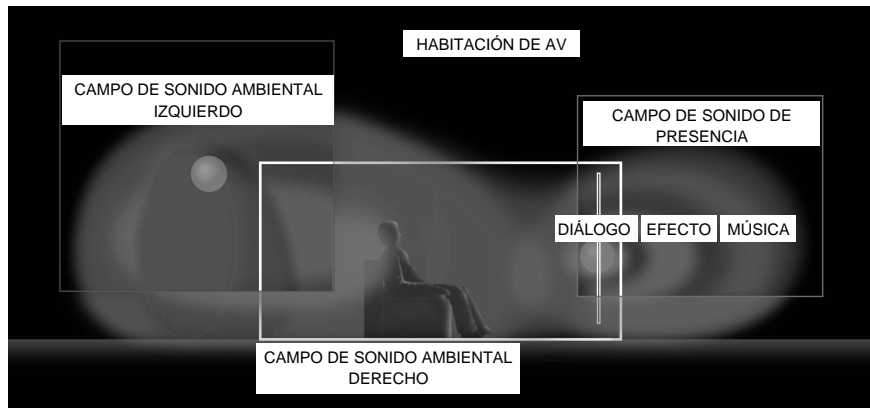 HABITACIÓN DE AV
CAMPO DE SONIDO AMBIENTAL
IZQUIERDO
CAMPO DE SONIDO DE
PRESENCIA
DIÁLOGO EFECTO MÚSICA
CAMPO DE SONIDO AMBIENTAL
DERECHO